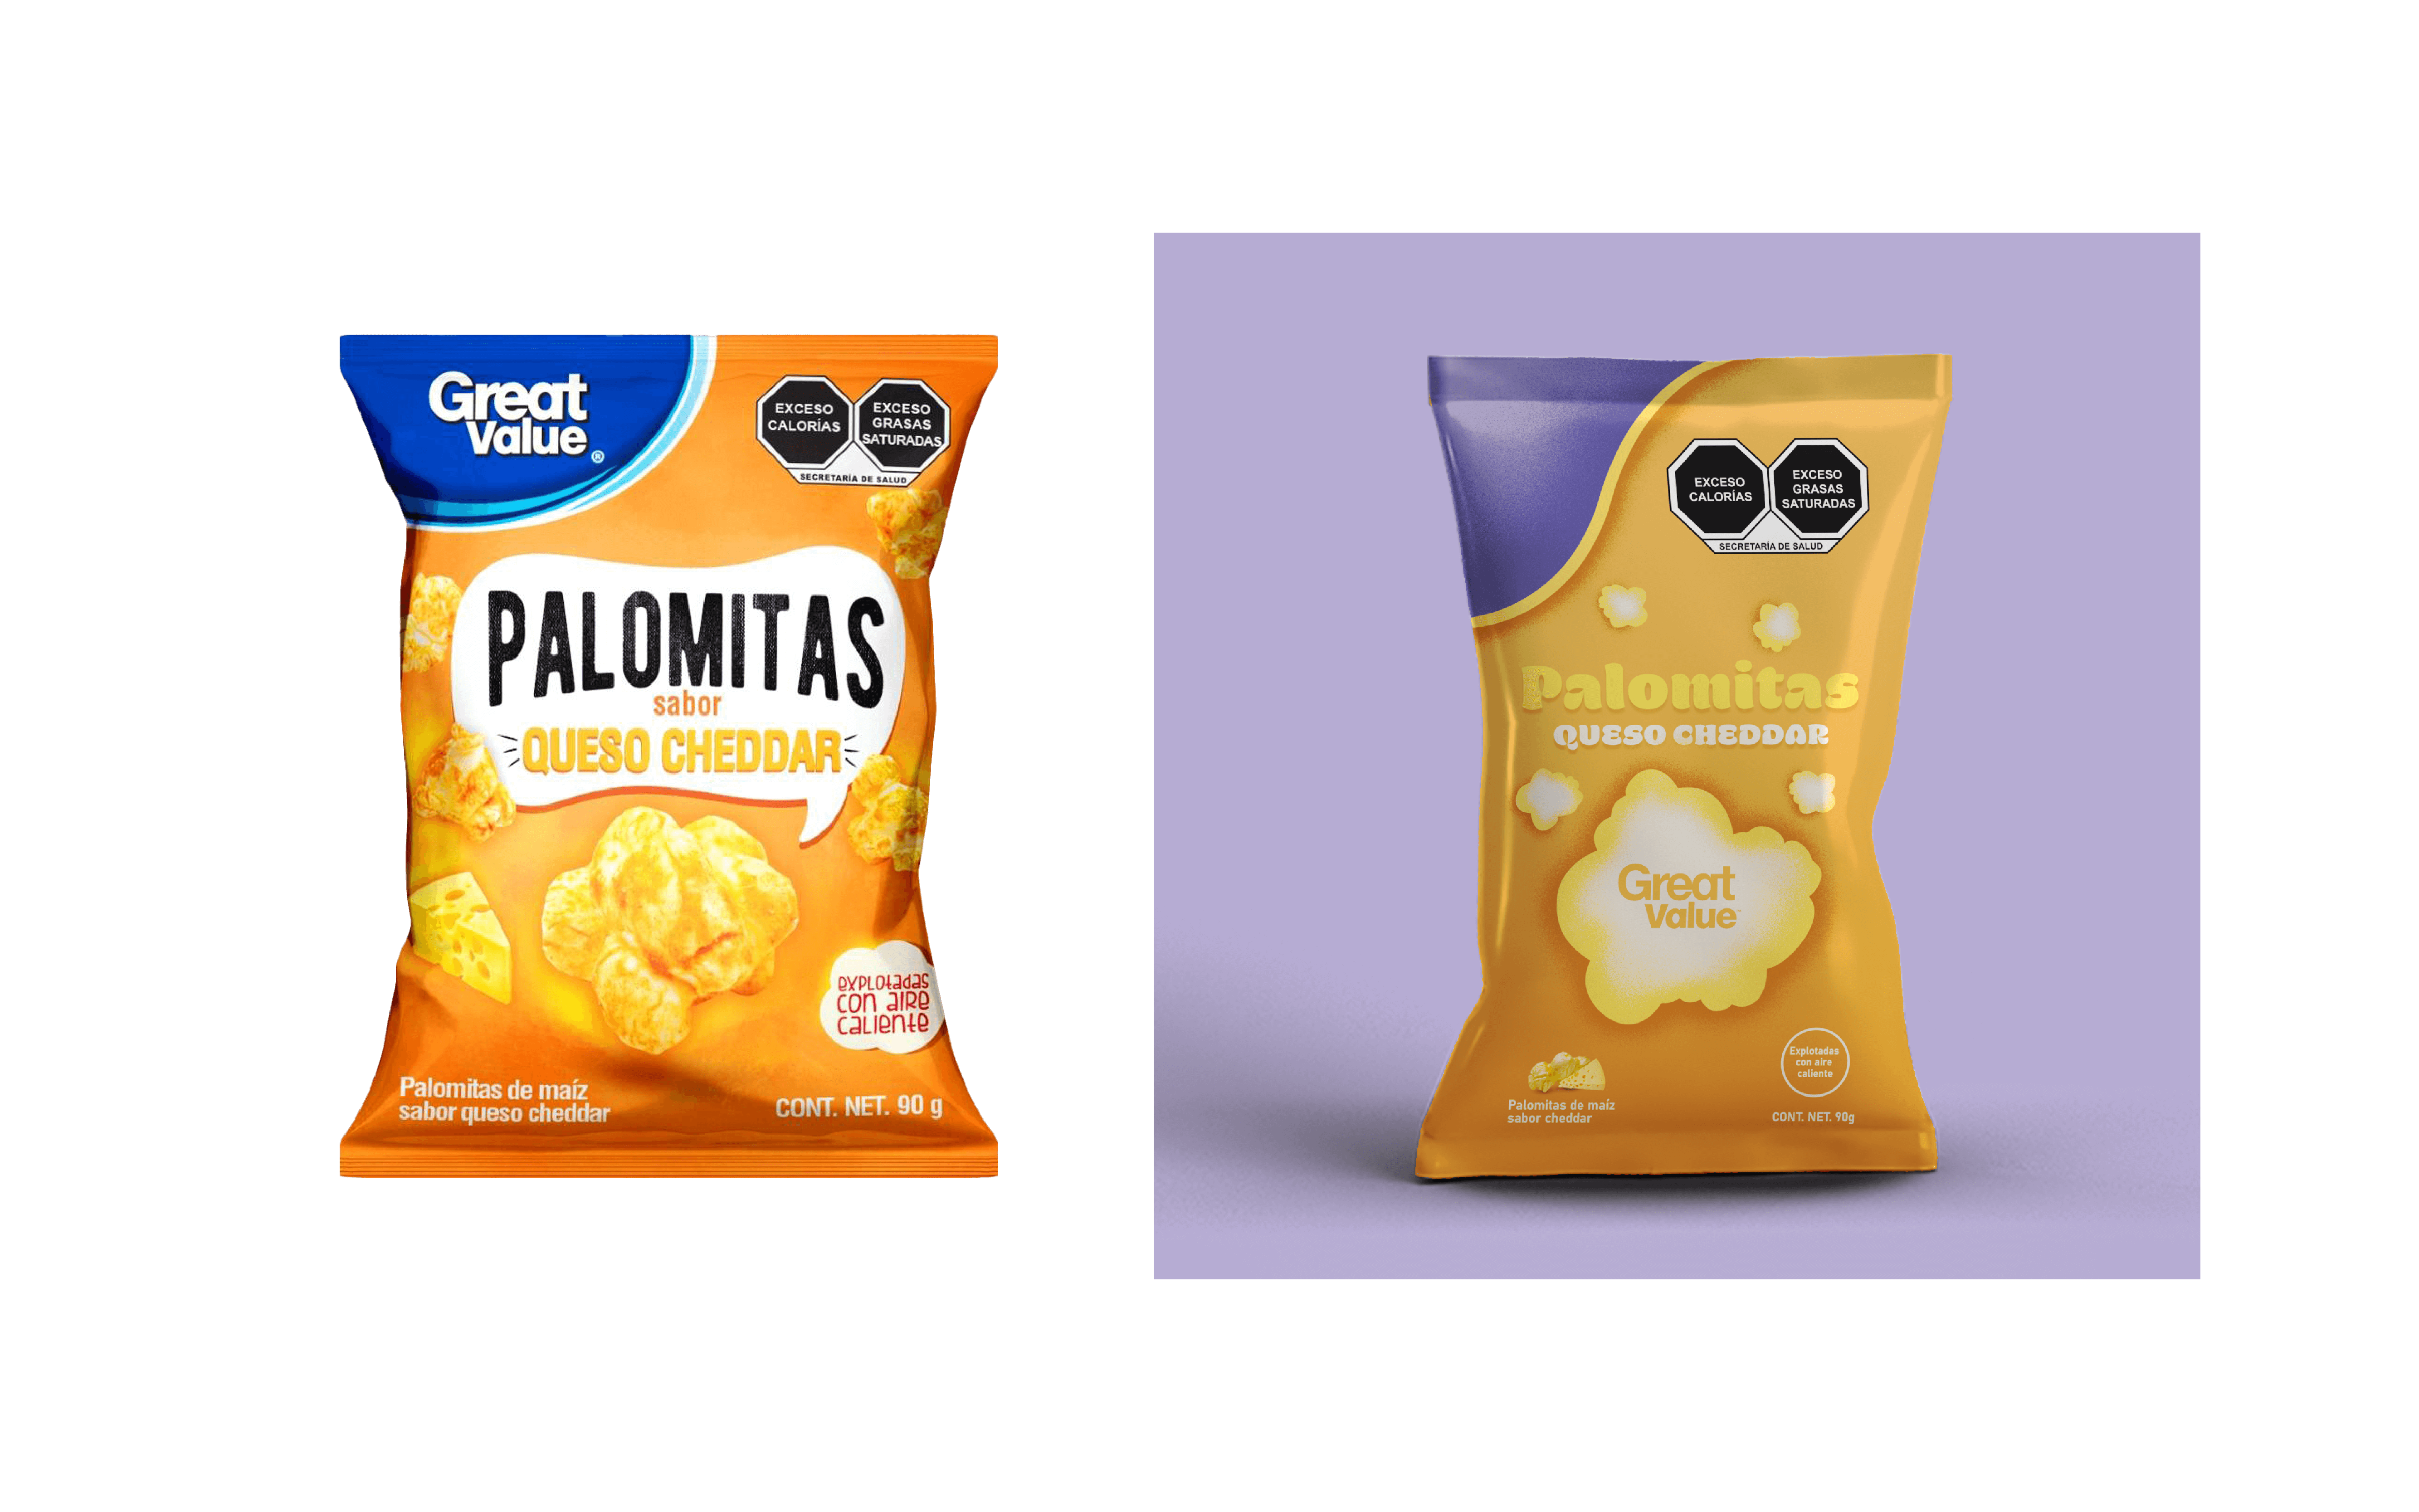 Great
Value®
EXCESO
CALORÍAS
EXCESO
GRASAS
SATURADAS
SECRETARÍA DE SALUD
PALOMITAS
sabor
QUESO CHEDDAR
explotadas
con aire
caliente
Palomitas de maíz
sabor queso cheddar
CONT. NET. 90 g
EXCESO
CALORÍAS
EXCESO
GRASAS
SATURADAS
SECRETARÍA DE SALUD
Palomitas
QUESO CHEDDAR
Great
Value™
Explotadas
con aire
caliente
Palomitas de maíz
sabor cheddar
CONT. NET. 90g